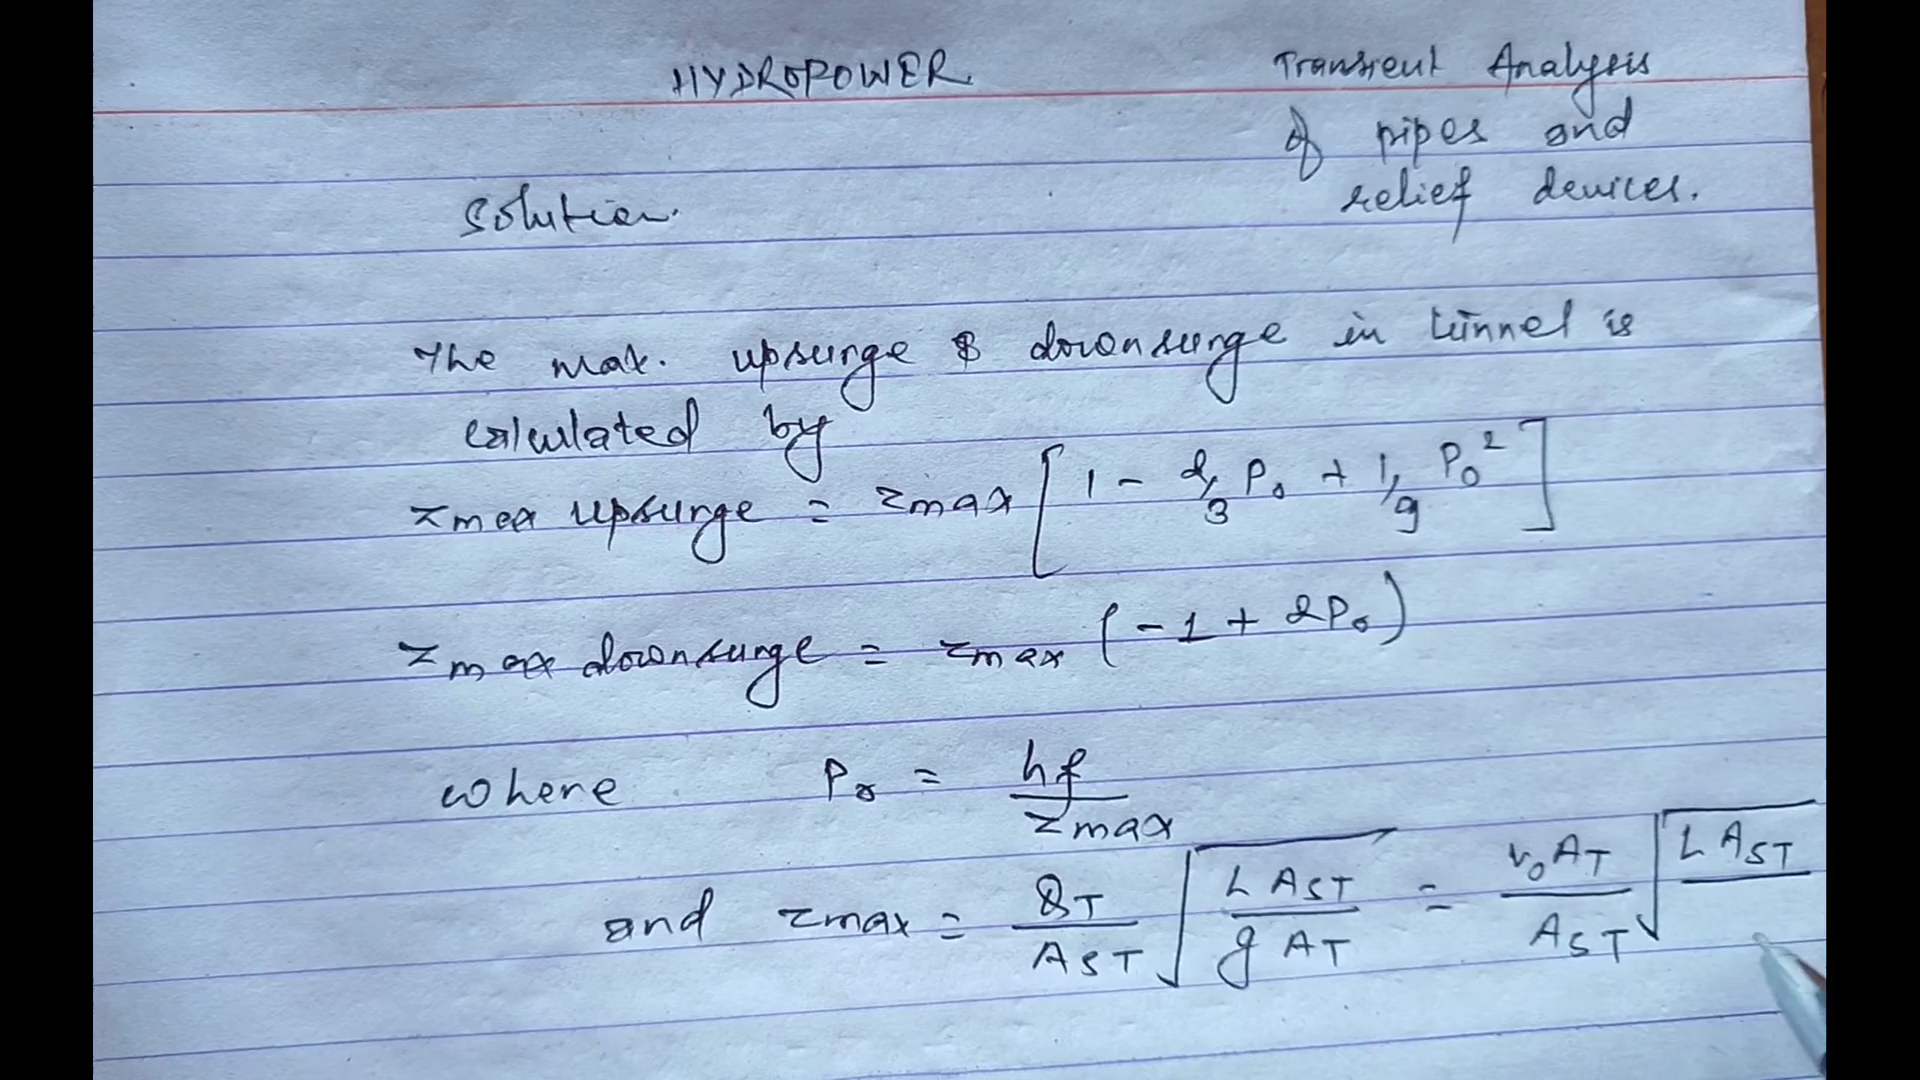 HYDROPOWER
Transient Analysis
of pipes and
relief devices.
Solution.
The max. upsurge & downsurge in tunnel is
calculated by
zmax upsurge = zmax [1 - 2/3 P₀ + 1/9 P₀²]
zmax downsurge = zmax (-1 + 2P₀)
where P₀ = hf / zmax
and zmax = QT / AST √(L AST / g AT) = v₀ AT / AST √(L AST /